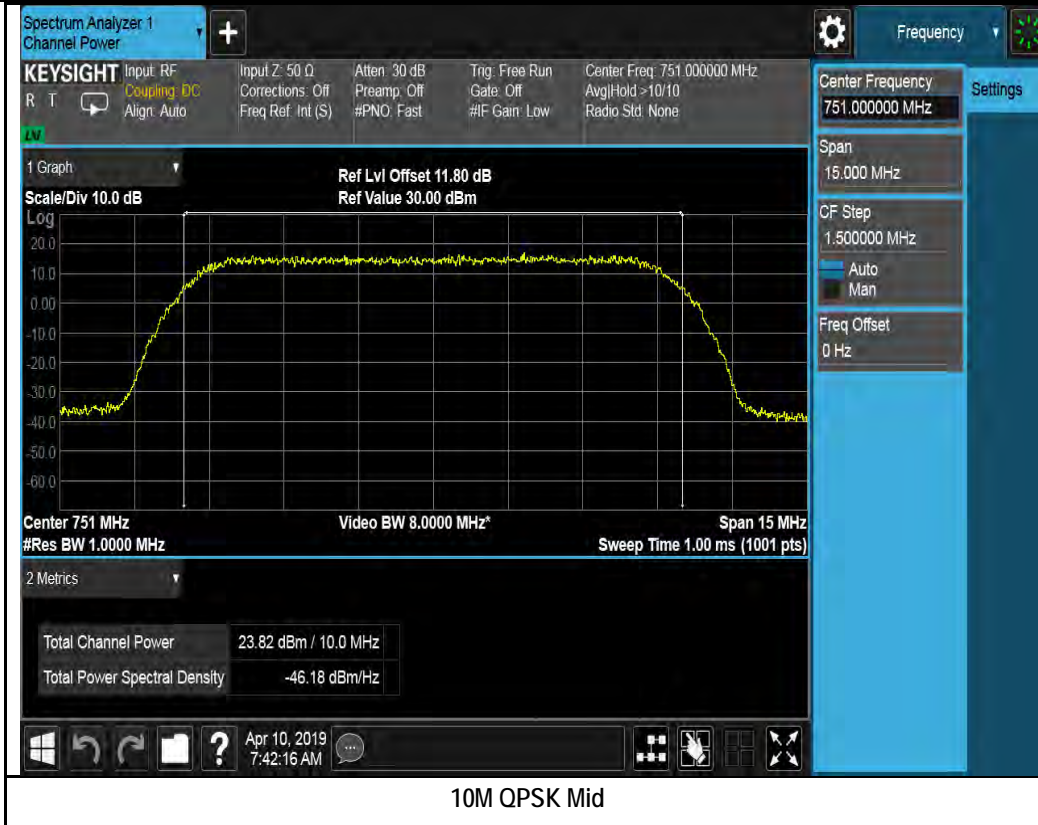 Spectrum Analyzer 1
Channel Power
+
Frequency
KEYSIGHT
R T
LV
Input: RF
Coupling: DC
Align: Auto
Input Z: 50 Ω
Corrections: Off
Freq Ref: Int (S)
Atten: 30 dB
Preamp: Off
#PNO: Fast
Trig: Free Run
Gate: Off
#IF Gain: Low
Center Freq: 751.000000 MHz
Avg|Hold >10/10
Radio Std: None
Center Frequency
751.000000 MHz
Settings
Span
15.000 MHz
CF Step
1.500000 MHz
Auto
Man
Freq Offset
0 Hz
1 Graph
Scale/Div 10.0 dB
Ref Lvl Offset 11.80 dB
Ref Value 30.00 dBm
Log
20.0
10.0
0.00
-10.0
-20.0
-30.0
-40.0
-50.0
-60.0
Center 751 MHz
#Res BW 1.0000 MHz
Video BW 8.0000 MHz*
Span 15 MHz
Sweep Time 1.00 ms (1001 pts)
2 Metrics
Total Channel Power 23.82 dBm / 10.0 MHz
Total Power Spectral Density -46.18 dBm/Hz
?
Apr 10, 2019
7:42:16 AM
10M QPSK Mid